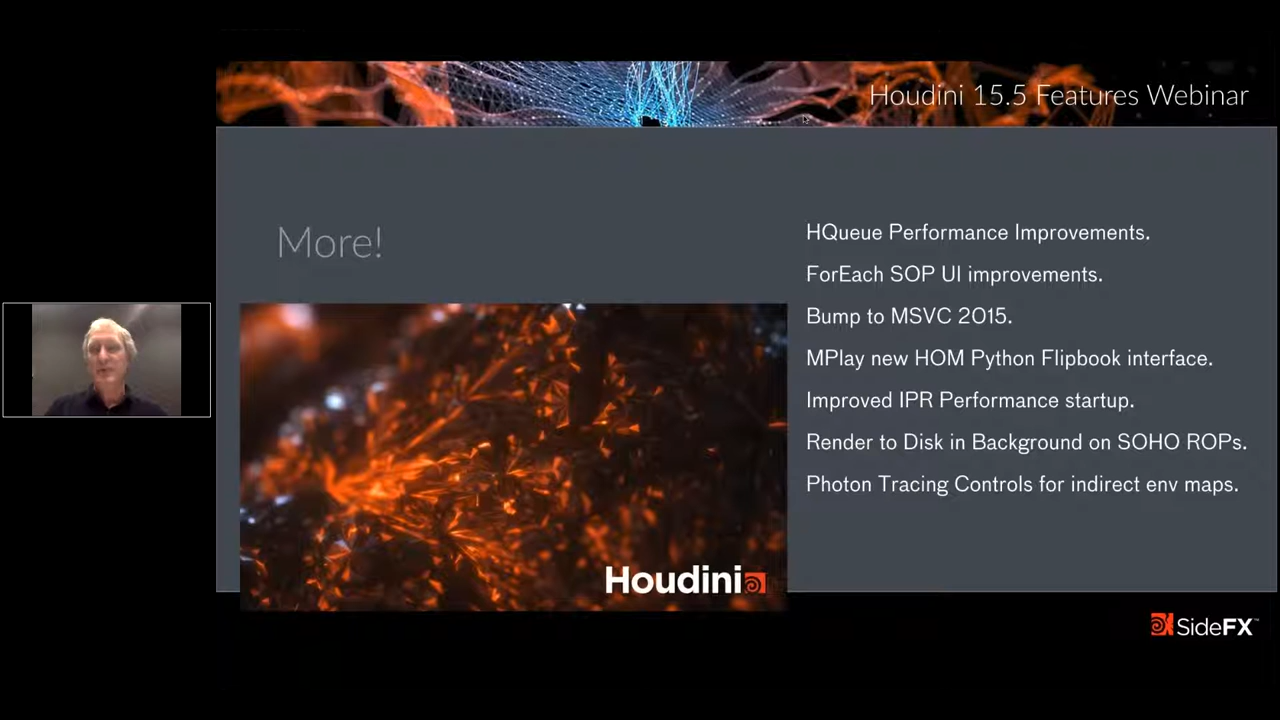 Houdini 15.5 Features Webinar
More!
HQueue Performance Improvements.
ForEach SOP UI improvements.
Bump to MSVC 2015.
MPlay new HOM Python Flipbook interface.
Improved IPR Performance startup.
Render to Disk in Background on SOHO ROPs.
Photon Tracing Controls for indirect env maps.
Houdini
SideFX™